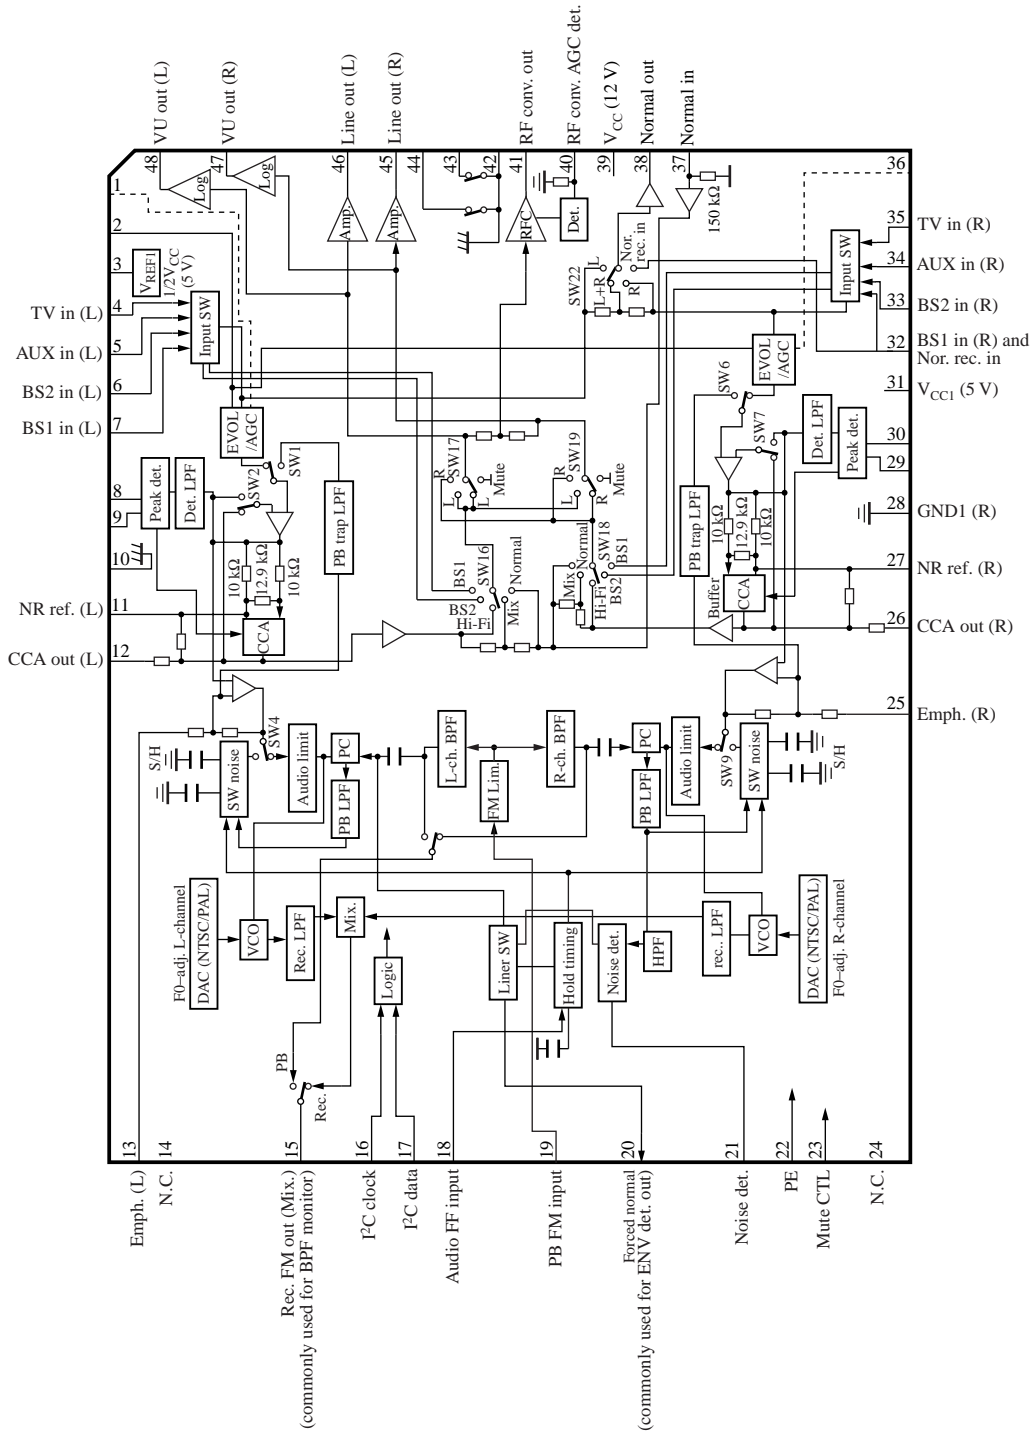 VU out (L)
VU out (R)
Line out (L)
Line out (R)
RF conv. out
RF conv. AGC det.
VCC (12 V)
Normal out
Normal in
48
47
46
45
44
43
42
41
40
39
38
37
1
2
3
4
5
6
7
8
9
10
11
12
TV in (L)
AUX in (L)
BS2 in (L)
BS1 in (L)
NR ref. (L)
CCA out (L)
36
35
34
33
32
31
30
29
28
27
26
25
TV in (R)
AUX in (R)
BS2 in (R)
BS1 in (R) and
Nor. rec. in
VCC1 (5 V)
GND1 (R)
NR ref. (R)
CCA out (R)
Emph. (R)
Log
Log
Amp.
Amp.
RFC
Det.
150 kΩ
VREF1
1/2VCC
(5 V)
Input SW
Input SW
SW22
L
L+R
R
Nor.
rec. in
EVOL
/AGC
EVOL
/AGC
SW6
SW7
Det. LPF
Peak det.
Peak det.
Det. LPF
SW2
SW1
PB trap LPF
10 kΩ
12.9 kΩ
10 kΩ
CCA
R
SW17
L
L
Mute
R
SW19
L
R
Mute
BS1
SW16
Normal
BS2
Hi-Fi
Mix
Normal
SW18
BS1
Mix
Hi-Fi
BS2
PB trap LPF
10 kΩ
12.9 kΩ
10 kΩ
Buffer
CCA
S/H
SW noise
SW4
Audio limit
PC
PB LPF
L-ch. BPF
FM Lim.
R-ch. BPF
PC
PB LPF
Audio limit
SW9
SW noise
S/H
F0–adj. L-channel
DAC (NTSC/PAL)
VCO
Rec. LPF
Mix.
Logic
Liner SW
Hold timing
Noise det.
HPF
rec.. LPF
VCO
DAC (NTSC/PAL)
F0–adj. R-channel
PB
Rec.
13
14
15
16
17
18
19
20
21
22
23
24
Emph. (L)
N.C.
Rec. FM out (Mix.)
(commonly used for BPF monitor)
I2C clock
I2C data
Audio FF input
PB FM input
Forced normal
(commonly used for ENV det. out)
Noise det.
PE
Mute CTL
N.C.